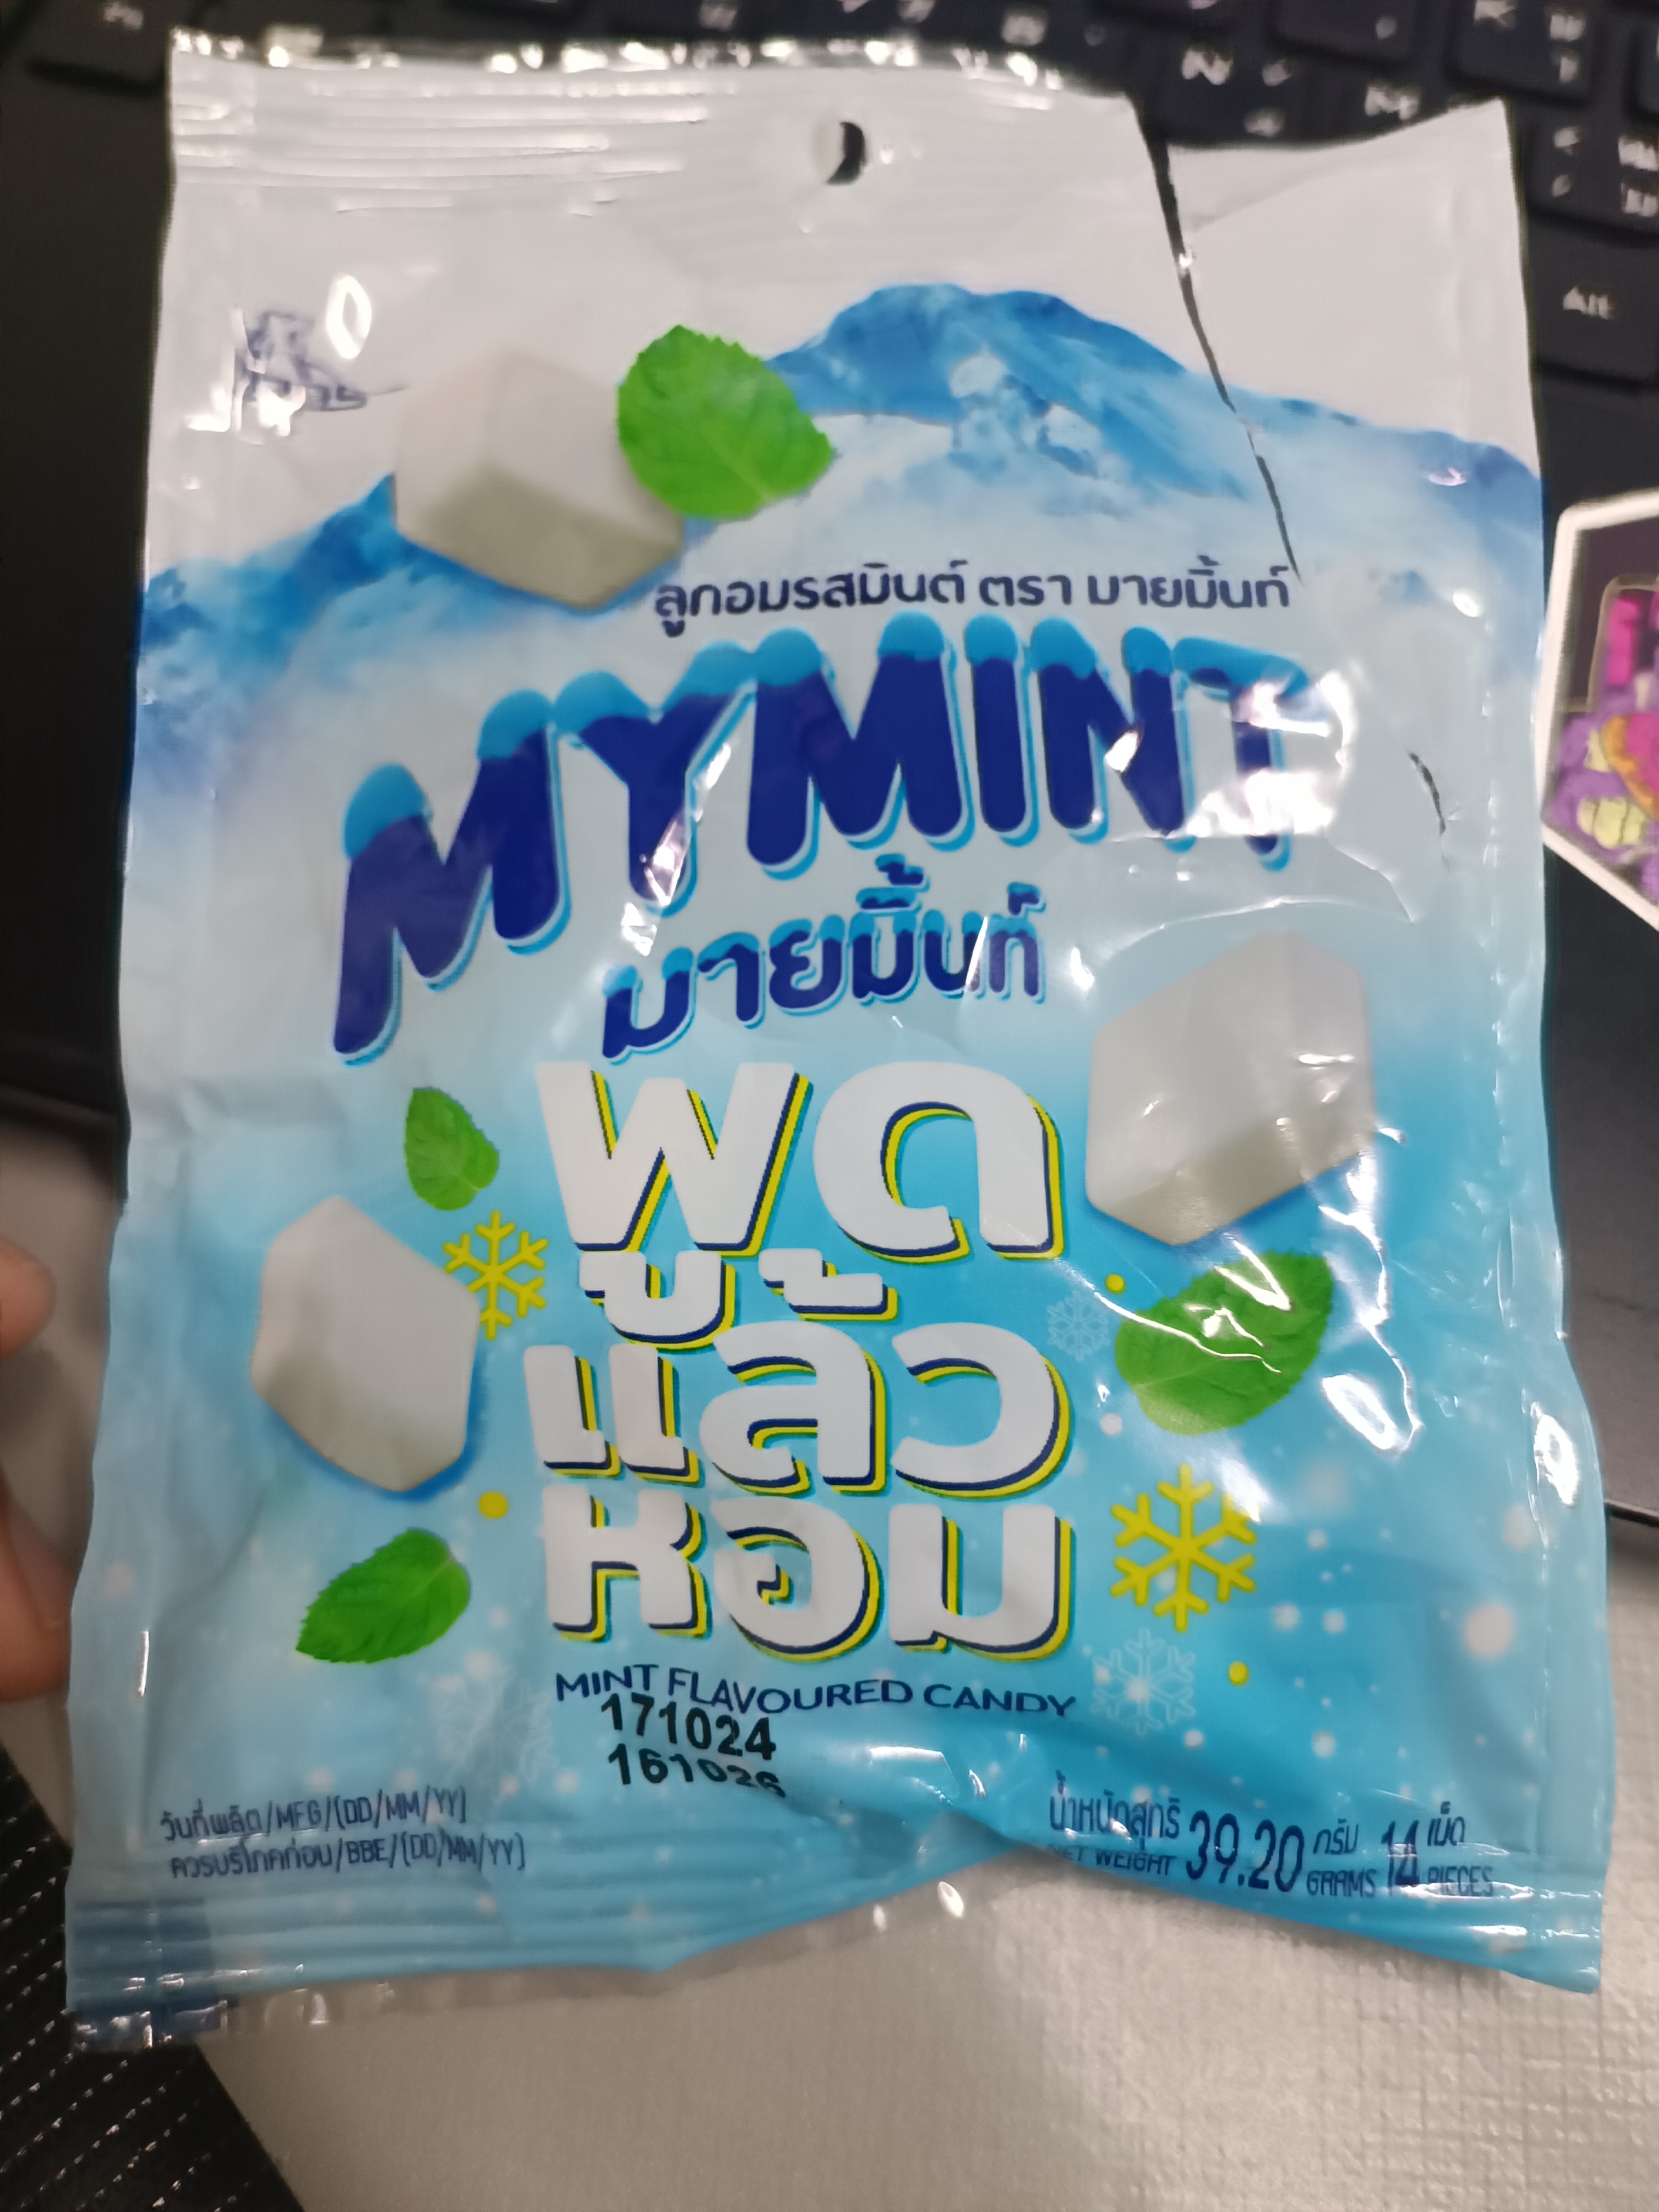 ลูกอมรสมินต์ ตรา มายมิ้นท์
MYMINT
มายมิ้นท์
พูด
แล้ว
หอม
MINT FLAVOURED CANDY
171024
161026
วันที่ผลิต/MFG/(DD/MM/YY)
ควรบริโภคก่อน/BBE/(DD/MM/YY)
น้ำหนักสุทธิ 39.20 กรัม 14 เม็ด
NET WEIGHT GRAMS PIECES
Alt